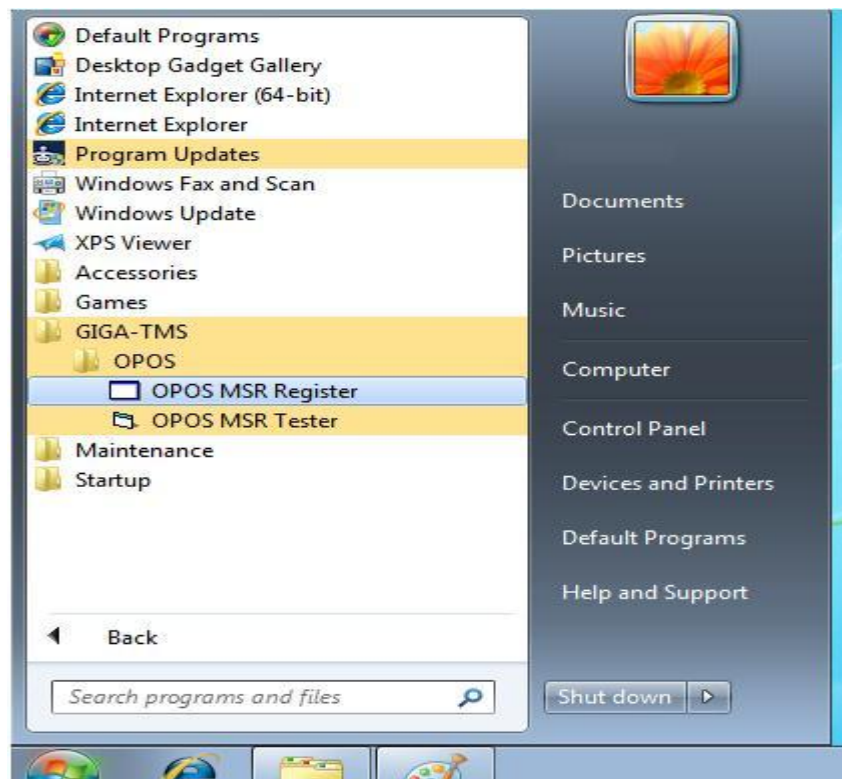 Default Programs
Desktop Gadget Gallery
Internet Explorer (64-bit)
Internet Explorer
Program Updates
Windows Fax and Scan
Windows Update
XPS Viewer
Accessories
Games
GIGA-TMS
OPOS
OPOS MSR Register
OPOS MSR Tester
Maintenance
Startup
Back
Search programs and files
Documents
Pictures
Music
Computer
Control Panel
Devices and Printers
Default Programs
Help and Support
Shut down